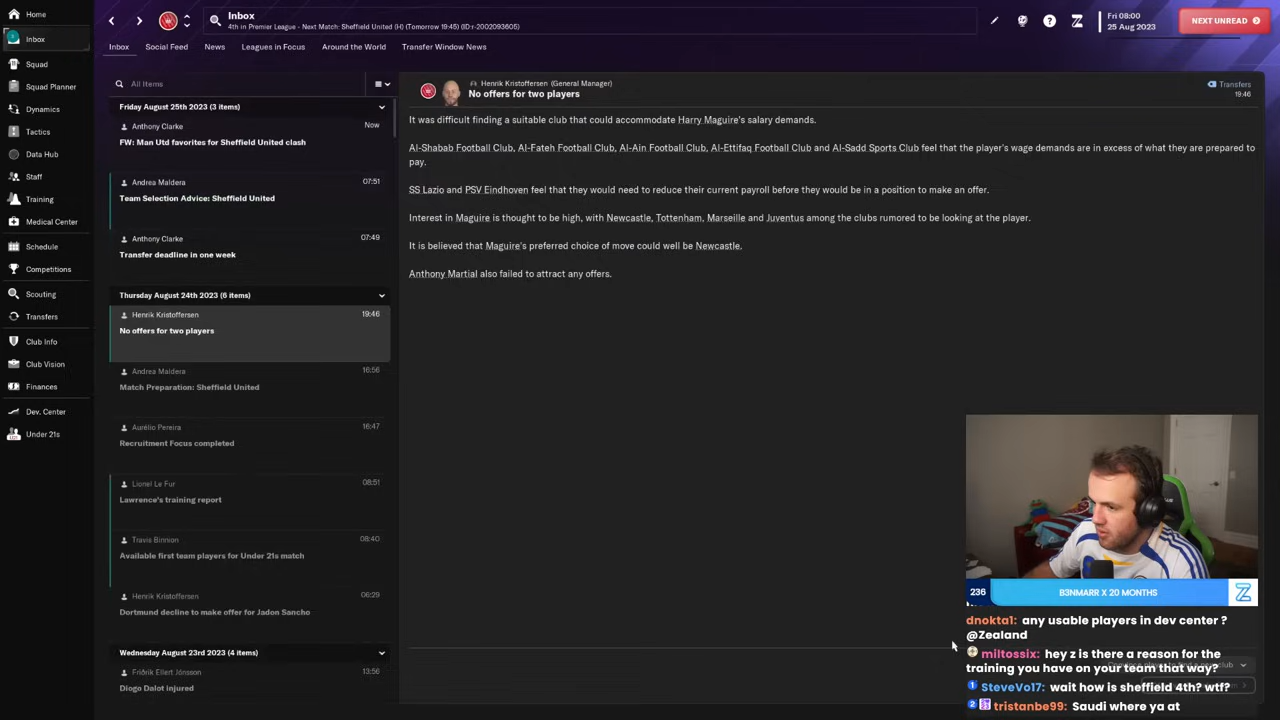 Home
Inbox
Squad
Squad Planner
Dynamics
Tactics
Data Hub
Staff
Training
Medical Center
Schedule
Competitions
Scouting
Transfers
Club Info
Club Vision
Finances
Dev. Center
Under 21s
Inbox
4th in Premier League - Next Match: Sheffield United (H) (Tomorrow 19:45) (ID:r-2002093605)
Fri 08:00
25 Aug 2023
NEXT UNREAD
Inbox Social Feed News Leagues in Focus Around the World Transfer Window News
All Items
Friday August 25th 2023 (3 items)
Anthony Clarke Now
FW: Man Utd favorites for Sheffield United clash
Andrea Maldera 07:51
Team Selection Advice: Sheffield United
Anthony Clarke 07:49
Transfer deadline in one week
Thursday August 24th 2023 (6 items)
Henrik Kristoffersen 19:46
No offers for two players
Andrea Maldera 16:56
Match Preparation: Sheffield United
Aurélio Pereira 16:47
Recruitment Focus completed
Lionel Le Fur 08:51
Lawrence's training report
Travis Binnion 08:40
Available first team players for Under 21s match
Henrik Kristoffersen 06:29
Dortmund decline to make offer for Jadon Sancho
Wednesday August 23rd 2023 (4 items)
Fridrik Ellert Jónsson 13:56
Diogo Dalot injured
Henrik Kristoffersen (General Manager)
No offers for two players
Transfers
19:46
It was difficult finding a suitable club that could accommodate Harry Maguire's salary demands.
Al-Shabab Football Club, Al-Fateh Football Club, Al-Ain Football Club, Al-Ettifaq Football Club and Al-Sadd Sports Club feel that the player's wage demands are in excess of what they are prepared to
pay.
SS Lazio and PSV Eindhoven feel that they would need to reduce their current payroll before they would be in a position to make an offer.
Interest in Maguire is thought to be high, with Newcastle, Tottenham, Marseille and Juventus among the clubs rumored to be looking at the player.
It is believed that Maguire's preferred choice of move could well be Newcastle.
Anthony Martial also failed to attract any offers.
236 B3NMARR X 20 MONTHS
dnokta1: any usable players in dev center ?
@Zealand
miltossix: hey z is there a reason for the
training you have on your team that way?
SteveVo17: wait how is sheffield 4th? wtf?
tristanbe99: Saudi where ya at